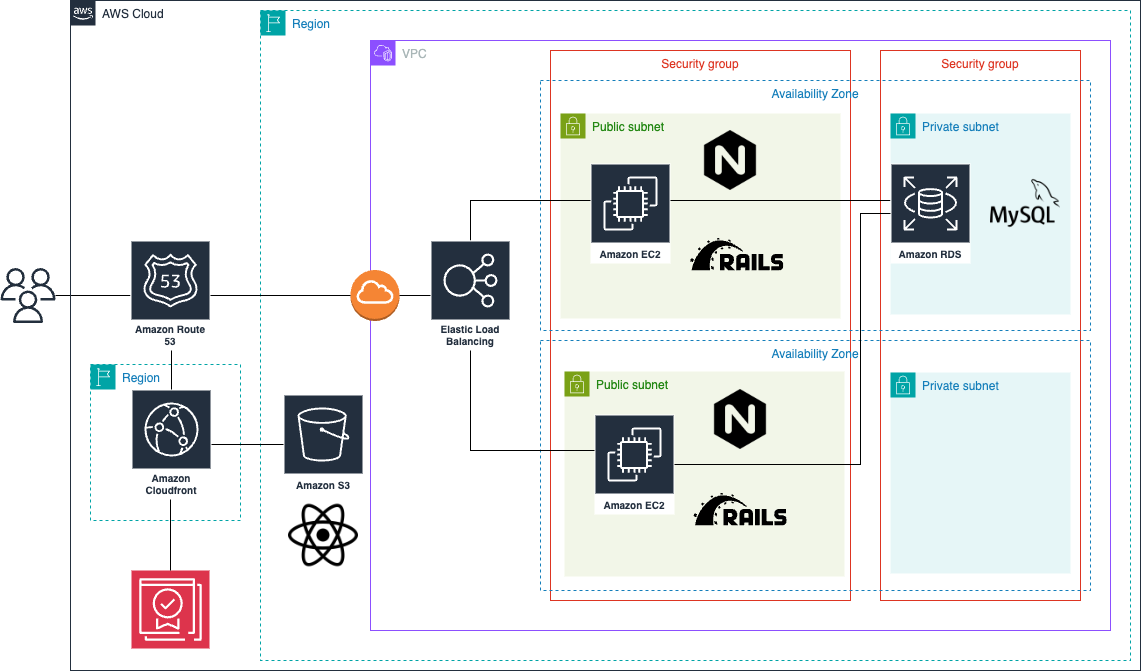 aws
AWS Cloud
Region
VPC
Security group
Security group
Availability Zone
Public subnet
Private subnet
N
Amazon EC2
RAILS
Amazon RDS
MySQL
53
Amazon Route
53
Elastic Load
Balancing
Availability Zone
Region
Public subnet
Private subnet
N
Amazon
Cloudfront
Amazon S3
Amazon EC2
RAILS